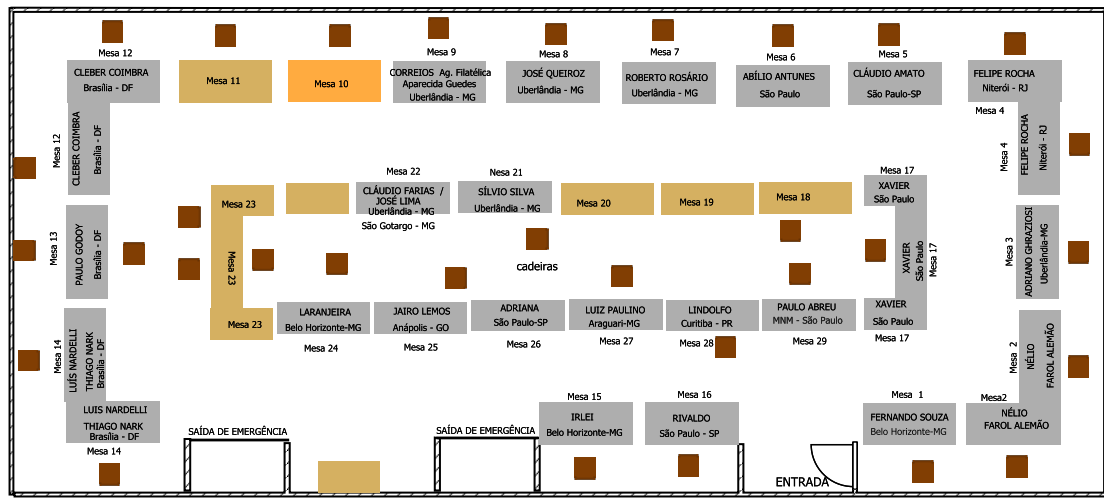 Mesa 12
CLEBER COIMBRA
Brasília - DF
Mesa 11
Mesa 10
Mesa 9
CORREIOS Ag. Filatélica
Aparecida Guedes
Uberlândia - MG
Mesa 8
JOSÉ QUEIROZ
Uberlândia - MG
Mesa 7
ROBERTO ROSÁRIO
Uberlândia - MG
Mesa 6
ABÍLIO ANTUNES
São Paulo
Mesa 5
CLÁUDIO AMATO
São Paulo-SP
FELIPE ROCHA
Niterói - RJ
Mesa 4
Mesa 12
CLEBER COIMBRA
Brasília - DF
Mesa 4
FELIPE ROCHA
Niterói - RJ
Mesa 23
Mesa 22
CLÁUDIO FARIAS /
JOSÉ LIMA
Uberlândia - MG
São Gotargo - MG
Nesa 21
SÍLVIO SILVA
Uberlândia - MG
Mesa 20
Mesa 19
Mesa 18
Mesa 17
XAVIER
São Paulo
Mesa 13
PAULO GODOY
Brasília - DF
Mesa 23
cadeiras
XAVIER
São Paulo
Mesa 17
Mesa 3
ADRIANO GHRAZIOSI
Uberlândia-MG
Mesa 23
LARANJEIRA
Belo Horizonte-MG
Mesa 24
JAIRO LEMOS
Anápolis - GO
Mesa 25
ADRIANA
São Paulo-SP
Mesa 26
LUIZ PAULINO
Araguari-MG
Mesa 27
LINDOLFO
Curitiba - PR
Mesa 28
PAULO ABREU
MNM - São Paulo
Mesa 29
XAVIER
São Paulo
Mesa 17
Mesa 14
LUÍS NARDELLI
THIAGO NARK
Brasília - DF
Mesa 2
NÉLIO
FAROL ALEMÃO
LUIS NARDELLI
THIAGO NARK
Brasília - DF
Mesa 14
SAÍDA DE EMERGÊNCIA
SAÍDA DE EMERGÊNCIA
Mesa 15
IRLEI
Belo Horizonte-MG
Mesa 16
RIVALDO
São Paulo - SP
Mesa 1
FERNANDO SOUZA
Belo Horizonte-MG
Mesa2
NÉLIO
FAROL ALEMÃO
ENTRADA